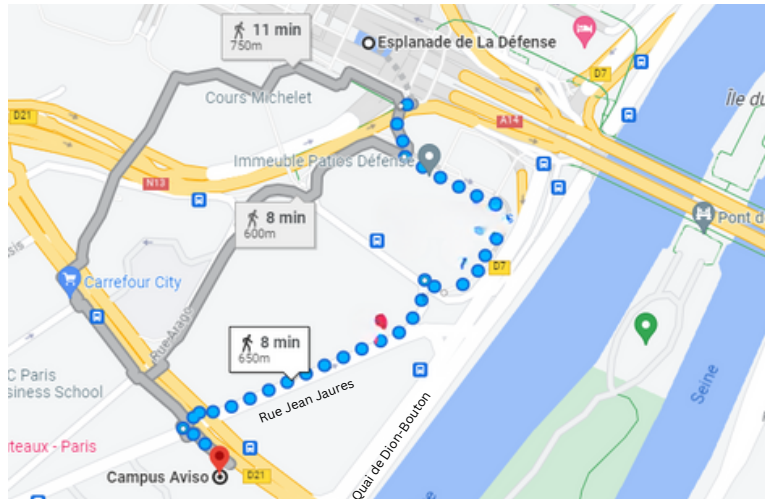 11 min
750m
Esplanade de La Défense
D7
Île du
D21
Cours Michelet
A14
Immeuble Patios Défense
N13
8 min
600m
Pont d
D7
Carrefour City
Rue Arago
8 min
650m
C Paris
siness School
Rue Jean Jaures
Seine
Quai de Dion-Bouton
uteaux - Paris
Campus Aviso
D21